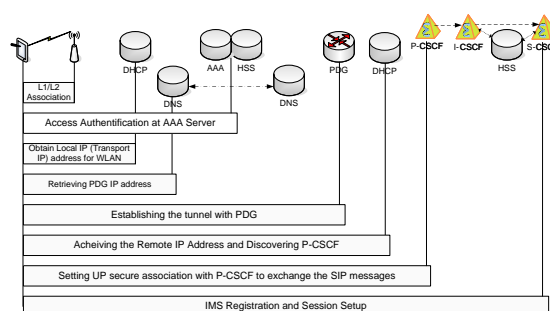 P-CSCF
I-CSCF
S-CSC
DHCP
AAA
HSS
PDG
DHCP
HSS
L1/L2
Association
DNS
DNS
Access Authentification at AAA Server
Obtain Local IP (Transport
IP) address for WLAN
Retrieving PDG IP address
Establishing the tunnel with PDG
Acheiving the Remote IP Address and Discovering P-CSCF
Setting UP secure association with P-CSCF to exchange the SIP messages
IMS Registration and Session Setup